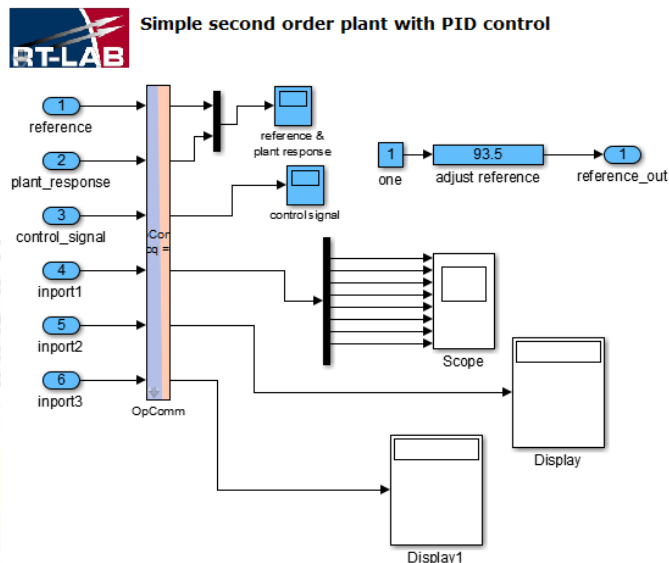 Simple second order plant with PID control
RT-LAB
1
reference
2
plant_response
3
control_signal
4
inport1
5
inport2
6
inport3
Con
cq =
OpComm
reference &
plant response
control signal
1
one
93.5
adjust reference
1
reference_out
Scope
Display
Display1